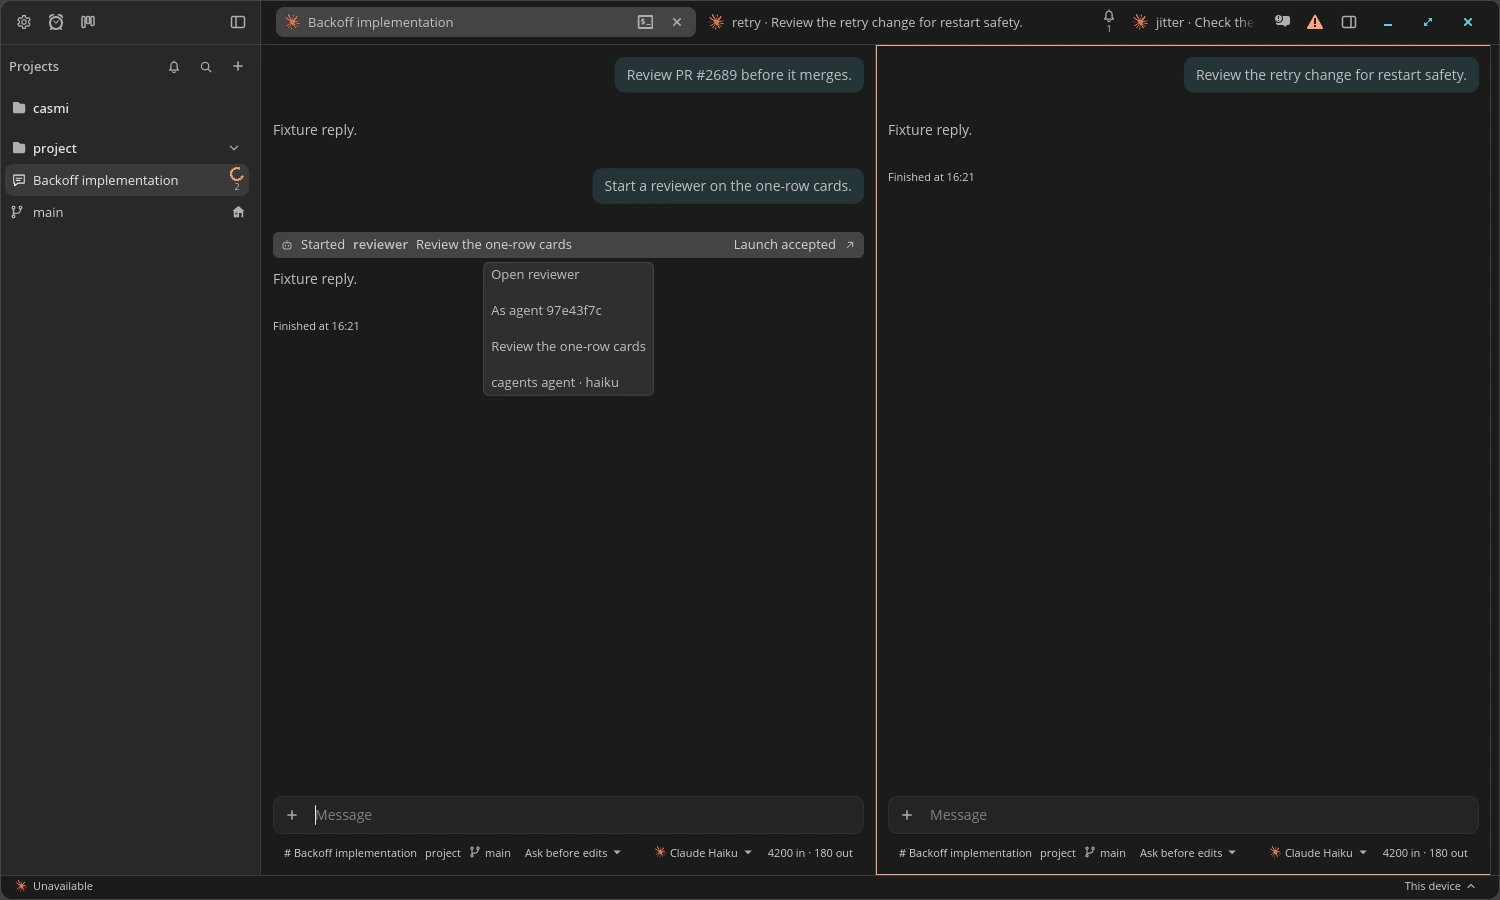 Backoff implementation
retry · Review the retry change for restart safety.
1
jitter · Check the
Projects
casmi
project
Backoff implementation
2
main
Review PR #2689 before it merges.
Fixture reply.
Start a reviewer on the one-row cards.
Started reviewer Review the one-row cards
Launch accepted
Fixture reply.
Finished at 16:21
Open reviewer
As agent 97e43f7c
Review the one-row cards
cagents agent · haiku
Message
# Backoff implementation project main Ask before edits Claude Haiku 4200 in · 180 out
Review the retry change for restart safety.
Fixture reply.
Finished at 16:21
Message
# Backoff implementation project main Ask before edits Claude Haiku 4200 in · 180 out
Unavailable
This device